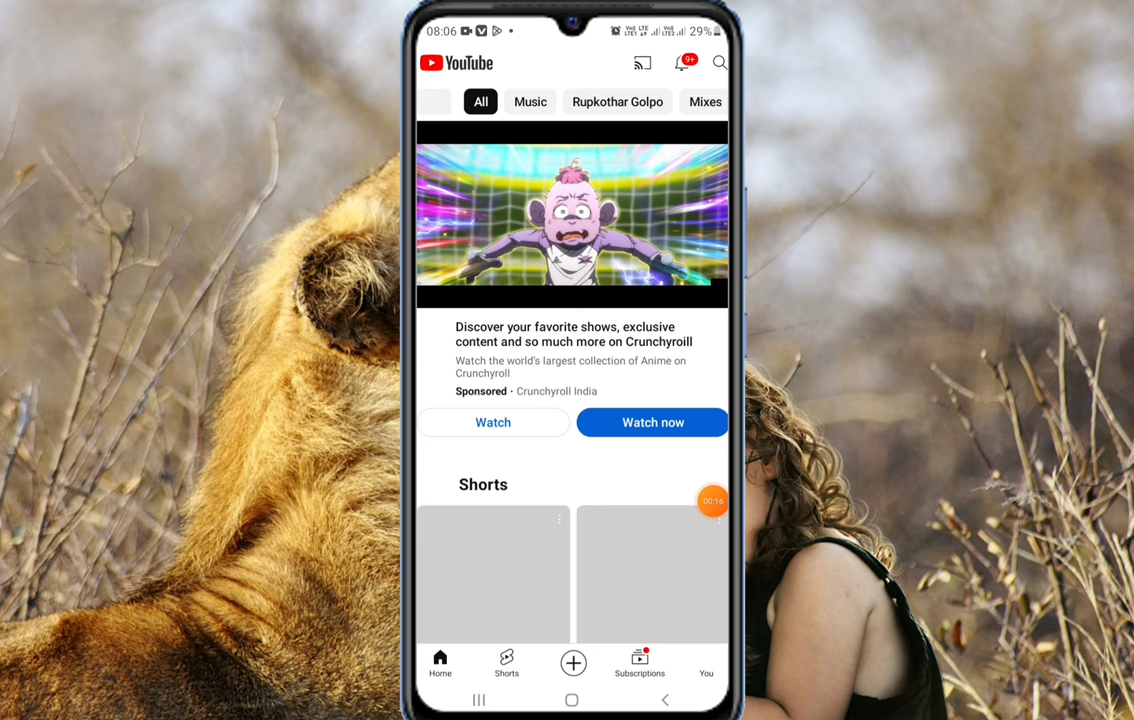 08:06 29%
YouTube 9+
All Music Rupkothar Golpo Mixes
Discover your favorite shows, exclusive
content and so much more on Crunchyroill
Watch the world's largest collection of Anime on
Crunchyroll
Sponsored · Crunchyroll India
Watch Watch now
Shorts
00:16
Home Shorts Subscriptions You